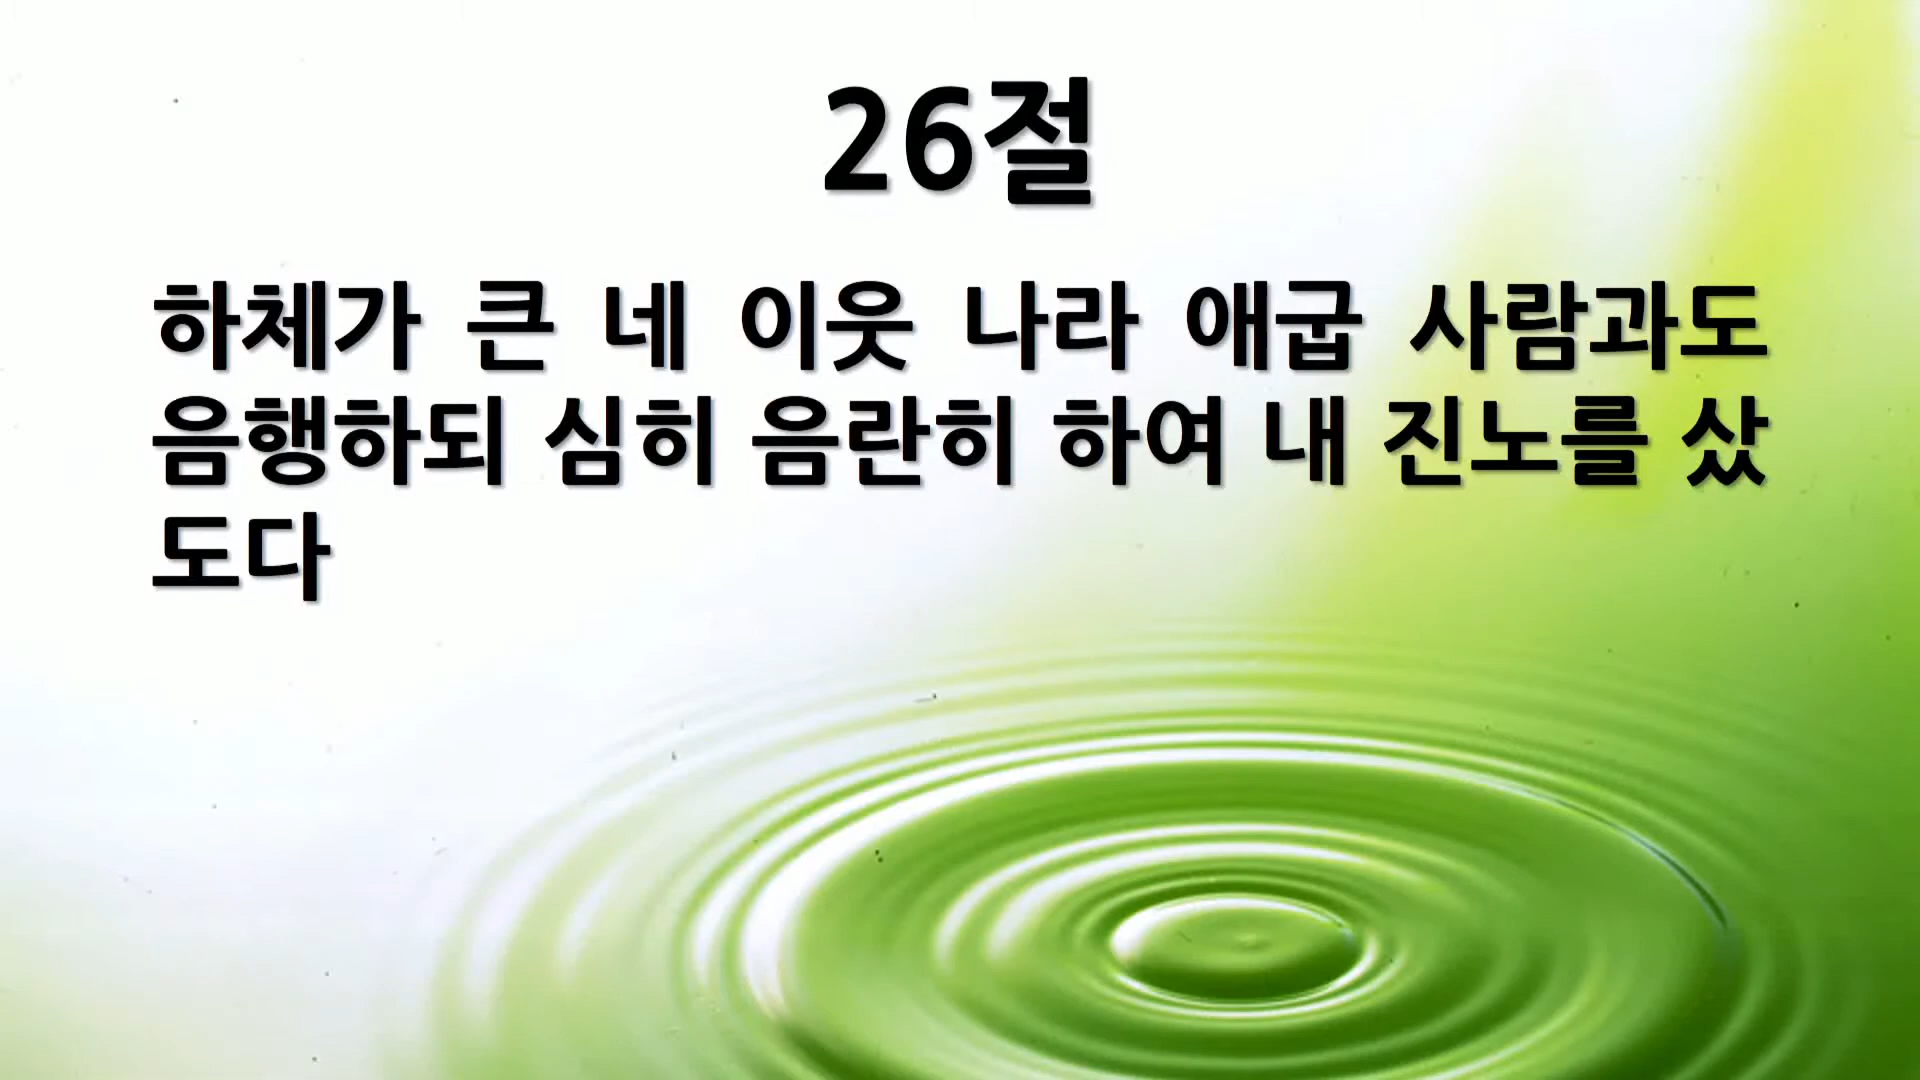 26절
하체가 큰 네 이웃 나라 애굽 사람과도
음행하되 심히 음란히 하여 내 진노를 샀
도다